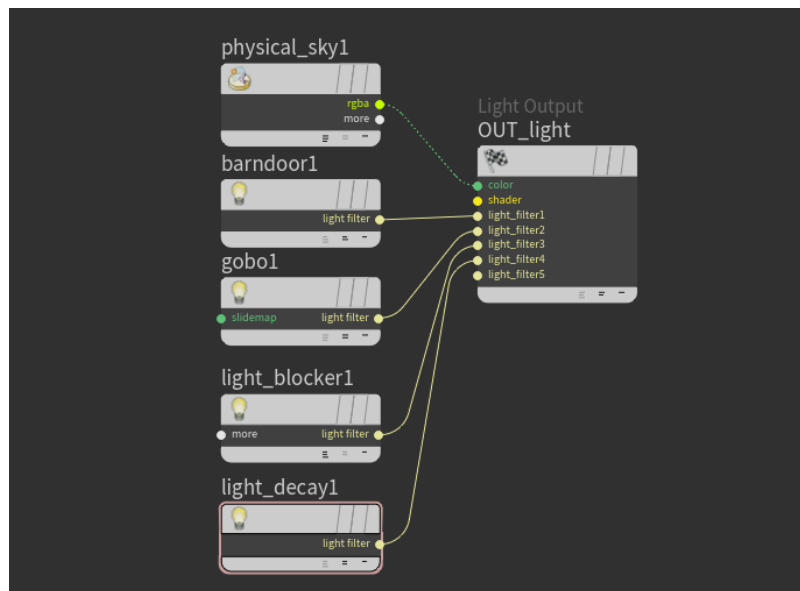 physical_sky1
rgba
more
barndoor1
light filter
gobo1
slidemap light filter
light_blocker1
more light filter
light_decay1
light filter
Light Output
OUT_light
color
shader
light_filter1
light_filter2
light_filter3
light_filter4
light_filter5